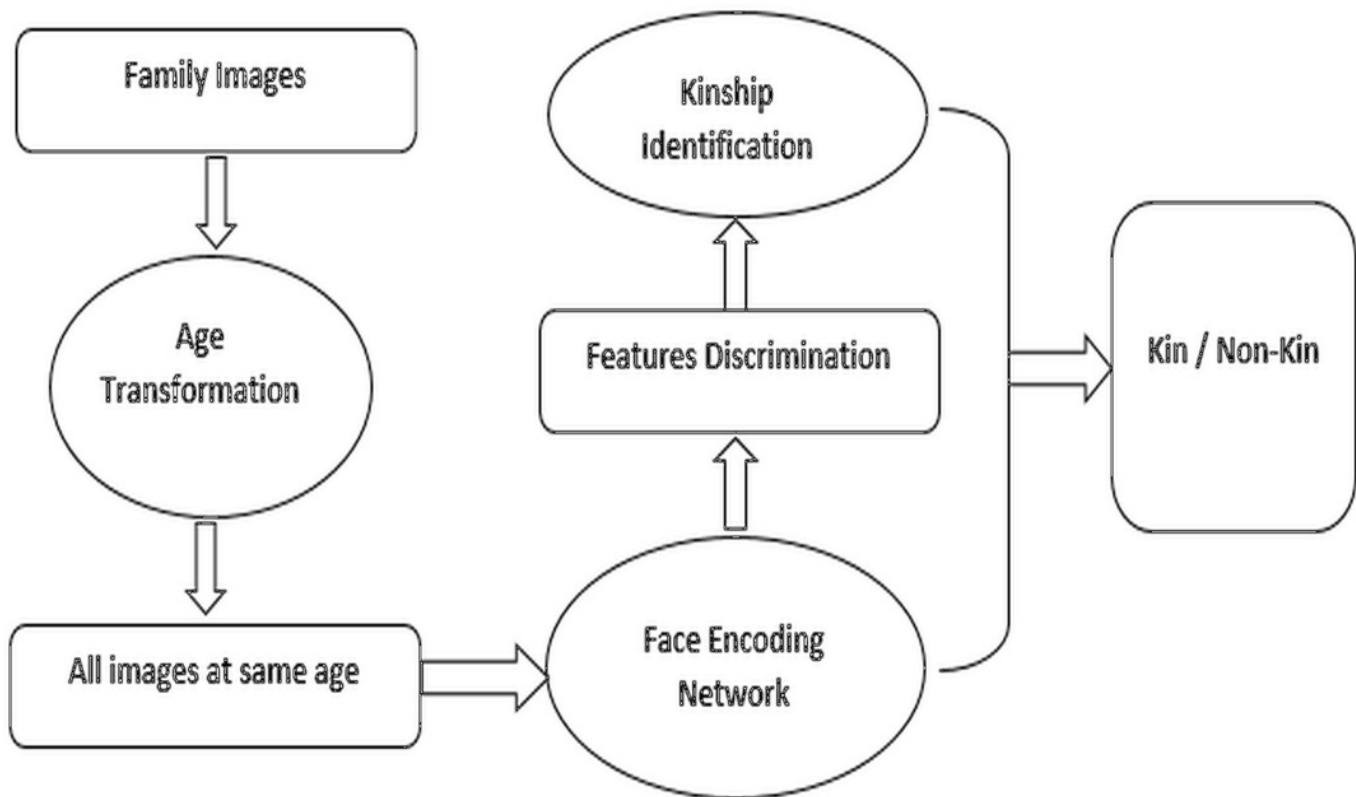 Family Images
Age
Transformation
All images at same age
Face Encoding
Network
Features Discrimination
Kinship
Identification
Kin / Non-Kin